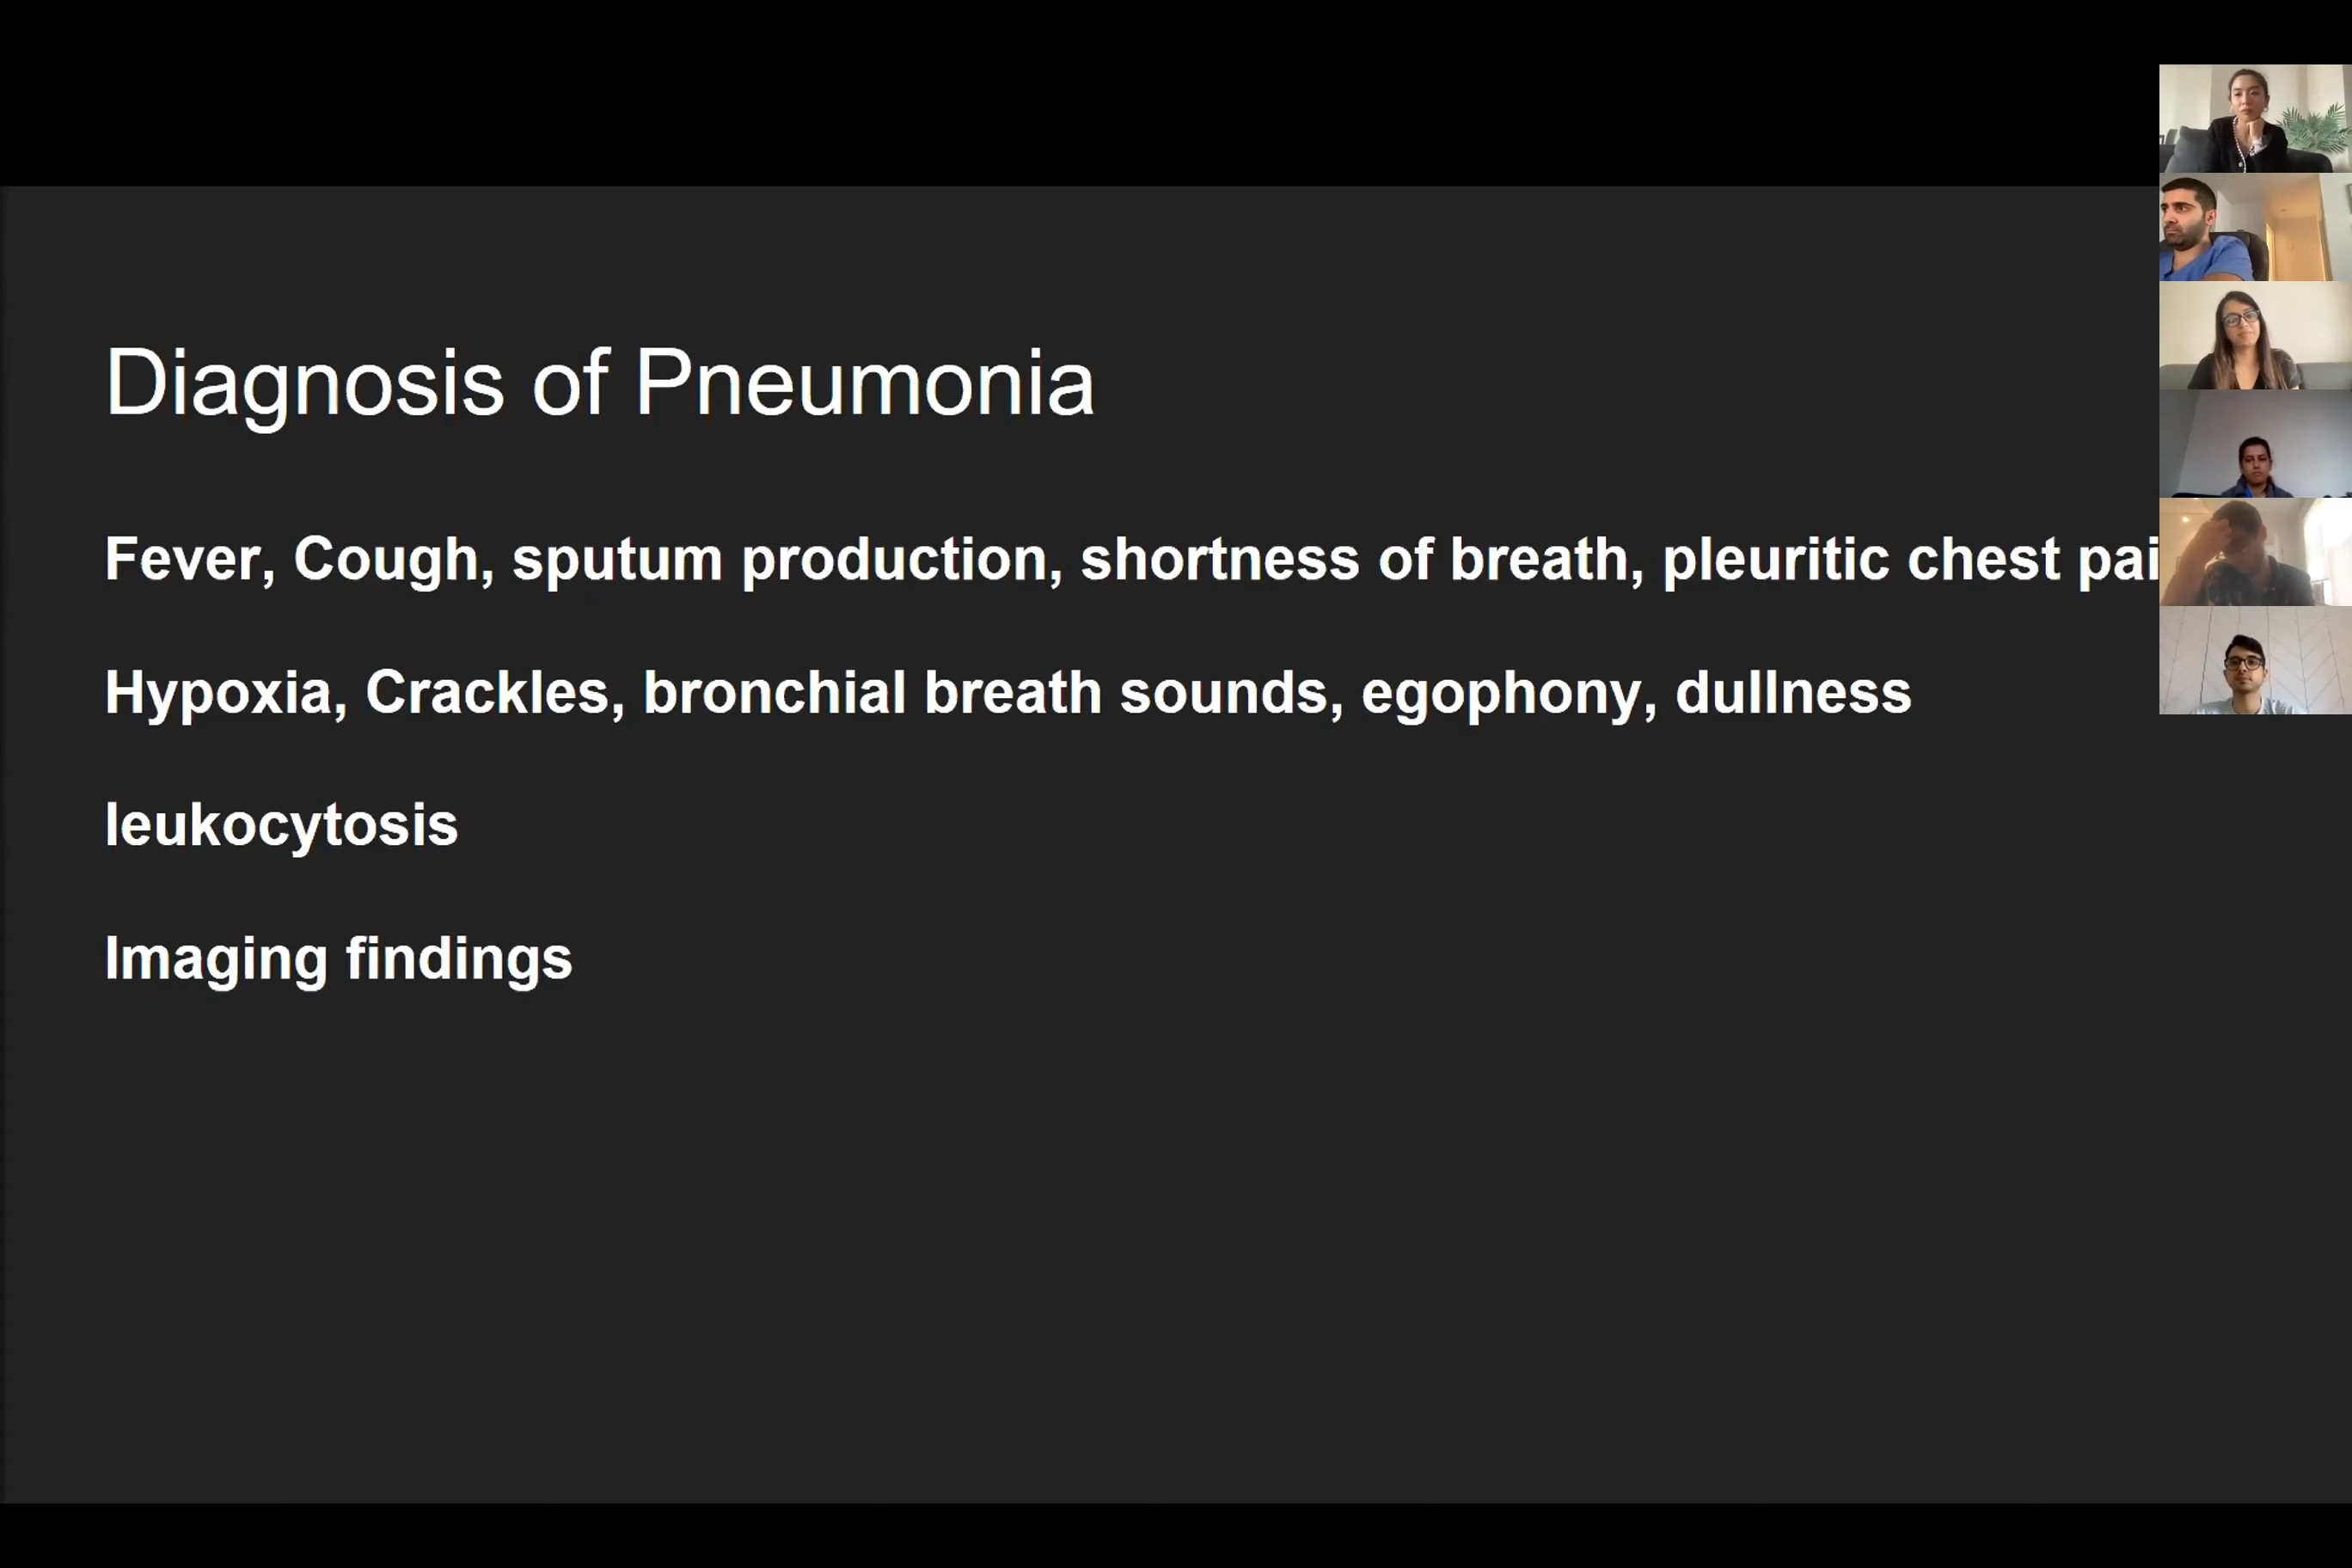 Diagnosis of Pneumonia
Fever, Cough, sputum production, shortness of breath, pleuritic chest pai
Hypoxia, Crackles, bronchial breath sounds, egophony, dullness
leukocytosis
Imaging findings